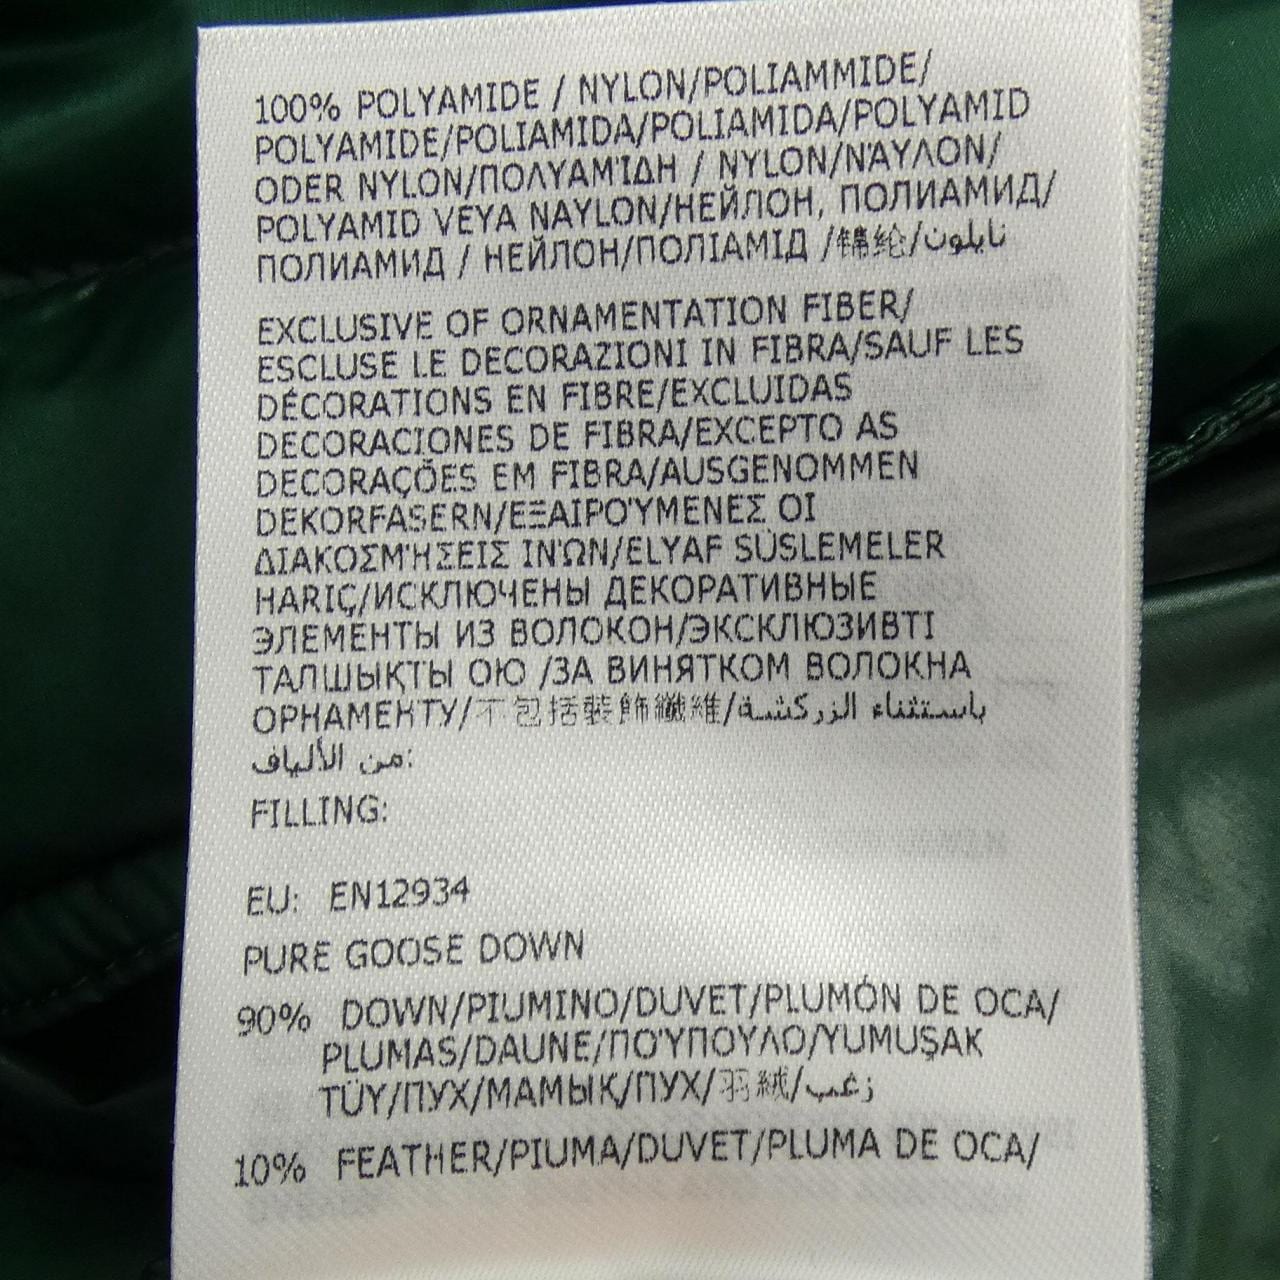 100% POLYAMIDE / NYLON/POLIAMMIDE/
POLYAMIDE/POLIAMIDA/POLIAMIDA/POLYAMID
ODER NYLON/ΠΟΛΥΑΜΊΔΗ / NYLON/ΝΆΥΛΟΝ/
POLYAMID VEYA NAYLON/НЕЙЛОН, ПОЛИАМИД/
ПОЛИАМИД / НЕЙЛОН/ПОЛІАМІД /锦纶/نايلون
EXCLUSIVE OF ORNAMENTATION FIBER/
ESCLUSE LE DECORAZIONI IN FIBRA/SAUF LES
DÉCORATIONS EN FIBRE/EXCLUIDAS
DECORACIONES DE FIBRA/EXCEPTO AS
DECORAÇÕES EM FIBRA/AUSGENOMMEN
DEKORFASERN/ΕΞΑΙΡΟΎΜΕΝΕΣ ΟΙ
ΔΙΑΚΟΣΜΉΣΕΙΣ ΙΝΏΝ/ELYAF SÜSLEMELER
HARIÇ/ИСКЛЮЧЕНЫ ДЕКОРАТИВНЫЕ
ЭЛЕМЕНТЫ ИЗ ВОЛОКОН/ЭКСКЛЮЗИВТІ
ТАЛШЫҚТЫ ОЮ /ЗА ВИНЯТКОМ ВОЛОКНА
ОРНАМЕНТУ/不包括裝飾纖維/باستثناء الزركشة
من الألياف:
FILLING:
EU: EN12934
PURE GOOSE DOWN
90% DOWN/PIUMINO/DUVET/PLUMÓN DE OCA/
PLUMAS/DAUNE/ΠΟΎΠΟΥΛΟ/YUMUŞAK
TÜY/ПУХ/МАМЫҚ/ПУХ/羽絨/زغب
10% FEATHER/PIUMA/DUVET/PLUMA DE OCA/